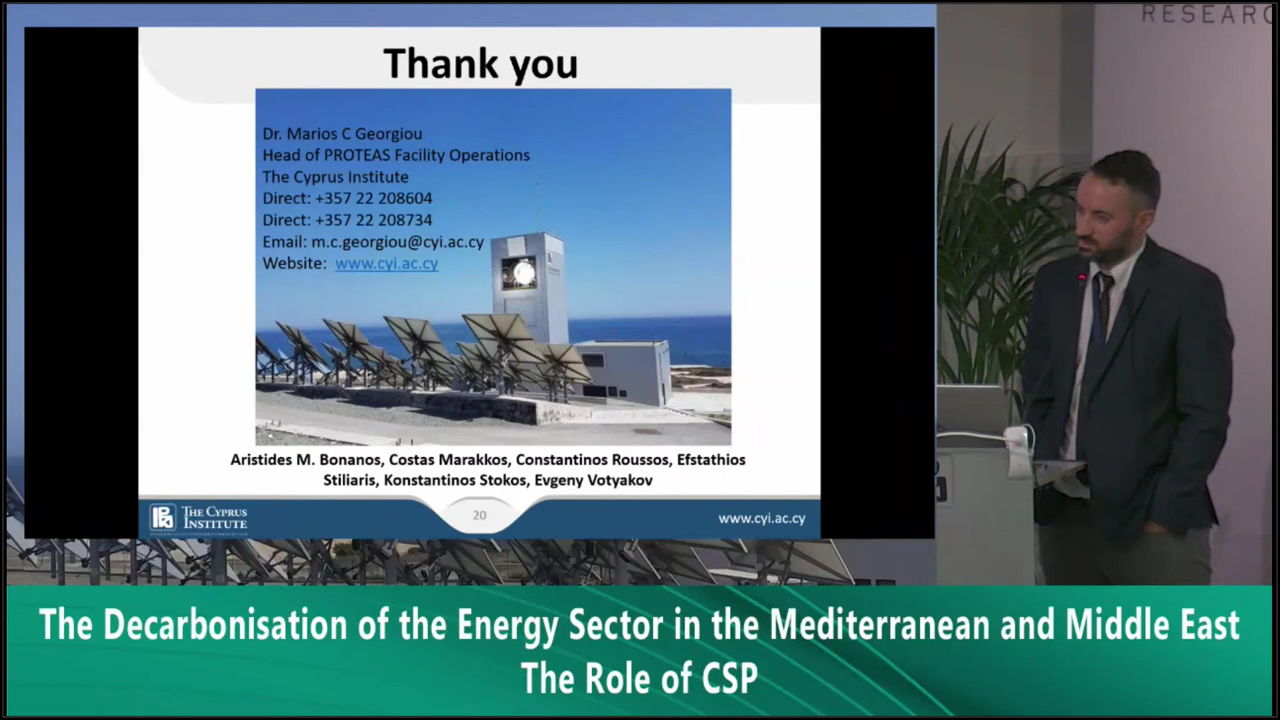 RESEARC
Thank you
Dr. Marios C Georgiou
Head of PROTEAS Facility Operations
The Cyprus Institute
Direct: +357 22 208604
Direct: +357 22 208734
Email: m.c.georgiou@cyi.ac.cy
Website: www.cyi.ac.cy
Aristides M. Bonanos, Costas Marakkos, Constantinos Roussos, Efstathios
Stiliaris, Konstantinos Stokos, Evgeny Votyakov
THE CYPRUS
INSTITUTE
20
www.cyi.ac.cy
The Decarbonisation of the Energy Sector in the Mediterranean and Middle East
The Role of CSP